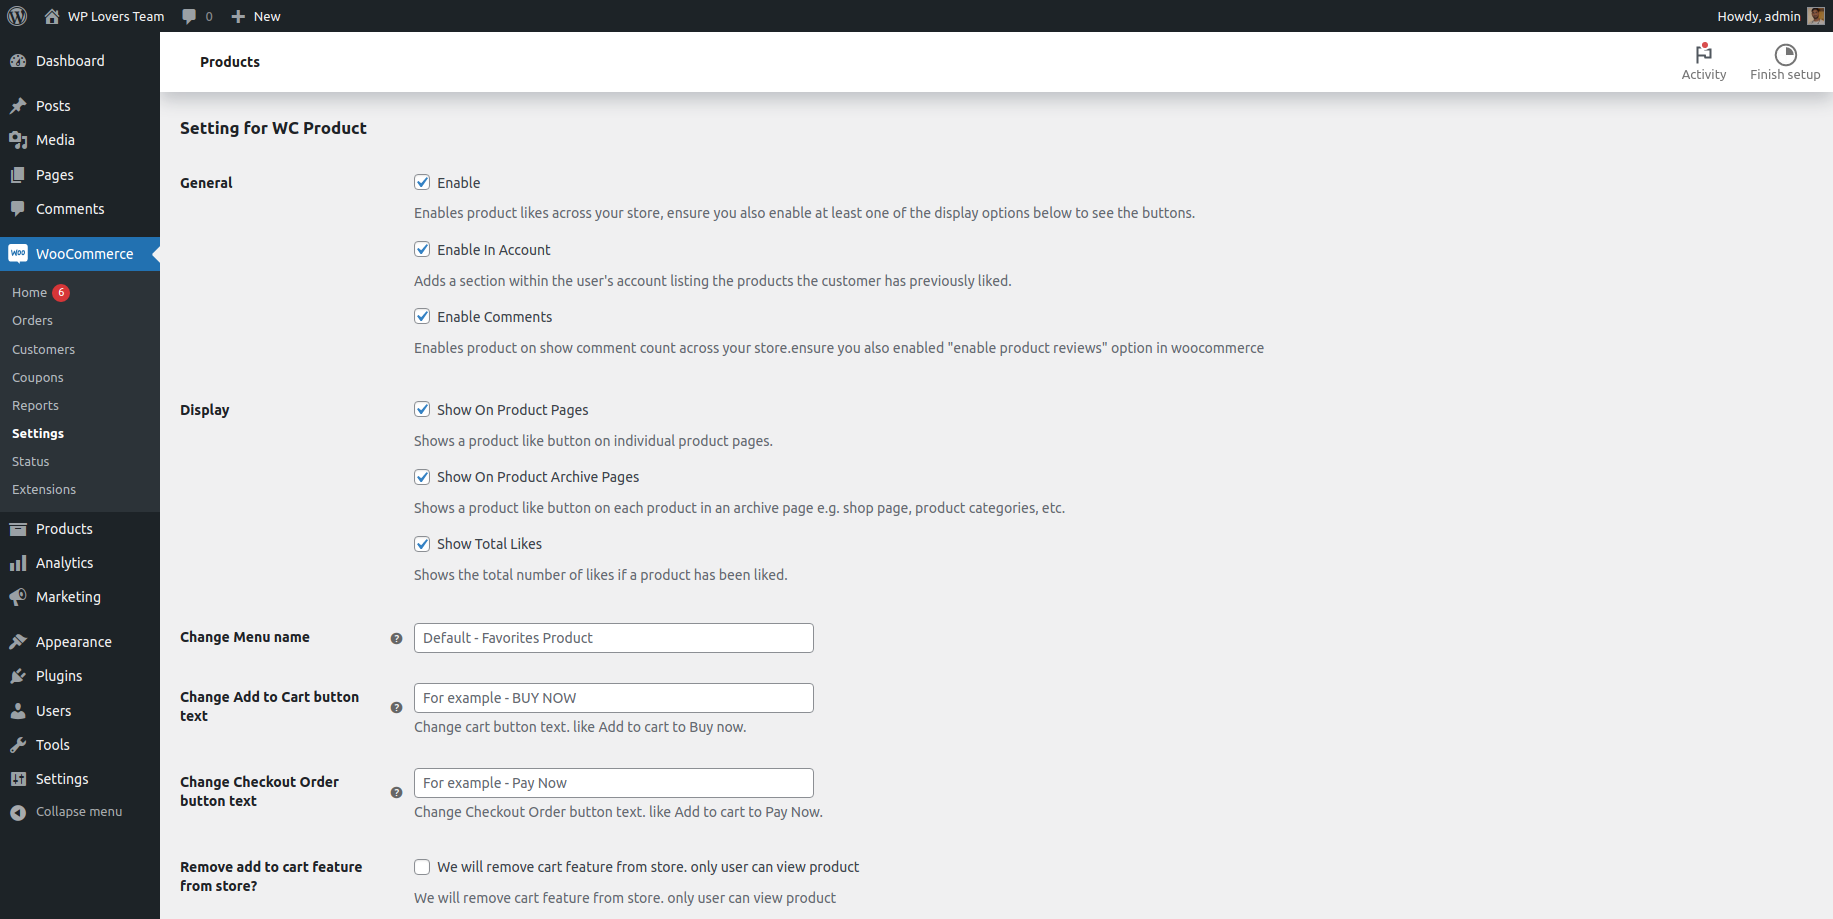 WP Lovers Team
0
New
Howdy, admin
Dashboard
Posts
Media
Pages
Comments
WOO
WooCommerce
Home 6
Orders
Customers
Coupons
Reports
Settings
Status
Extensions
Products
Analytics
Marketing
Appearance
Plugins
Users
Tools
Settings
Collapse menu
Products
Activity
Finish setup
Setting for WC Product
General
Enable
Enables product likes across your store, ensure you also enable at least one of the display options below to see the buttons.
Enable In Account
Adds a section within the user's account listing the products the customer has previously liked.
Enable Comments
Enables product on show comment count across your store.ensure you also enabled "enable product reviews" option in woocommerce
Display
Show On Product Pages
Shows a product like button on individual product pages.
Show On Product Archive Pages
Shows a product like button on each product in an archive page e.g. shop page, product categories, etc.
Show Total Likes
Shows the total number of likes if a product has been liked.
Change Menu name
?
Default - Favorites Product
Change Add to Cart button
text
?
For example - BUY NOW
Change cart button text. like Add to cart to Buy now.
Change Checkout Order
button text
?
For example - Pay Now
Change Checkout Order button text. like Add to cart to Pay Now.
Remove add to cart feature
from store?
We will remove cart feature from store. only user can view product
We will remove cart feature from store. only user can view product